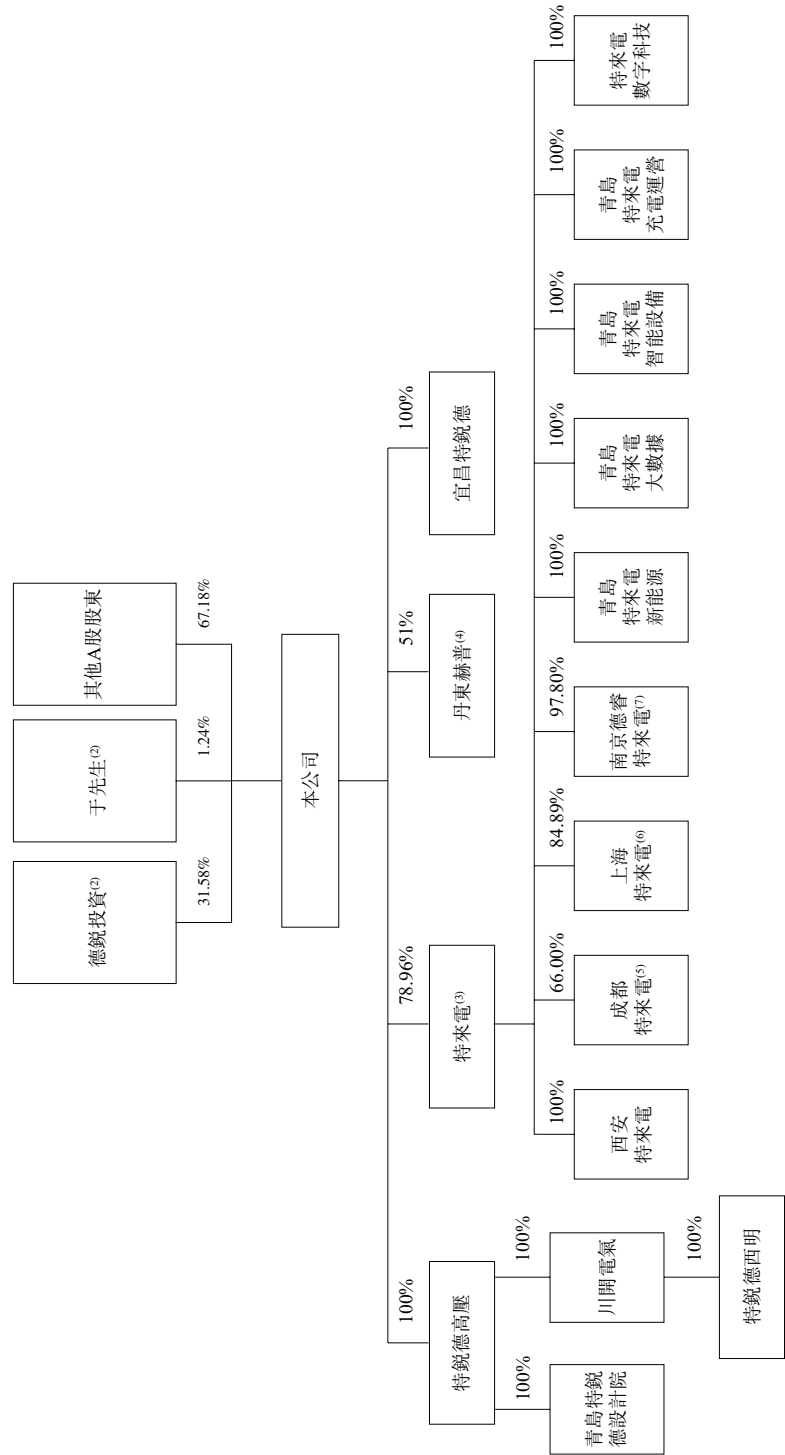 德銳投資(2)
于先生(2)
其他A股股東
31.58%
1.24%
67.18%
本公司
100%
78.96%
51%
100%
特銳德高壓
特來電(3)
丹東赫普(4)
宜昌特銳德
100%
100%
100%
66.00%
84.89%
97.80%
100%
100%
100%
100%
100%
青島特銳
德設計院
川開電氣
西安
特來電
成都
特來電(5)
上海
特來電(6)
南京德睿
特來電(7)
青島
特來電
新能源
青島
特來電
大數據
青島
特來電
智能設備
青島
特來電
充電運營
特來電
數字科技
100%
特銳德西明